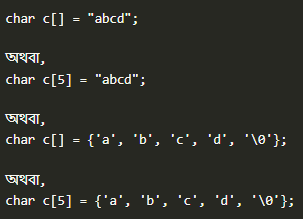 char c[] = "abcd";
অথবা,
char c[5] = "abcd";
অথবা,
char c[] = {'a', 'b', 'c', 'd', '\0'};
অথবা,
char c[5] = {'a', 'b', 'c', 'd', '\0'};